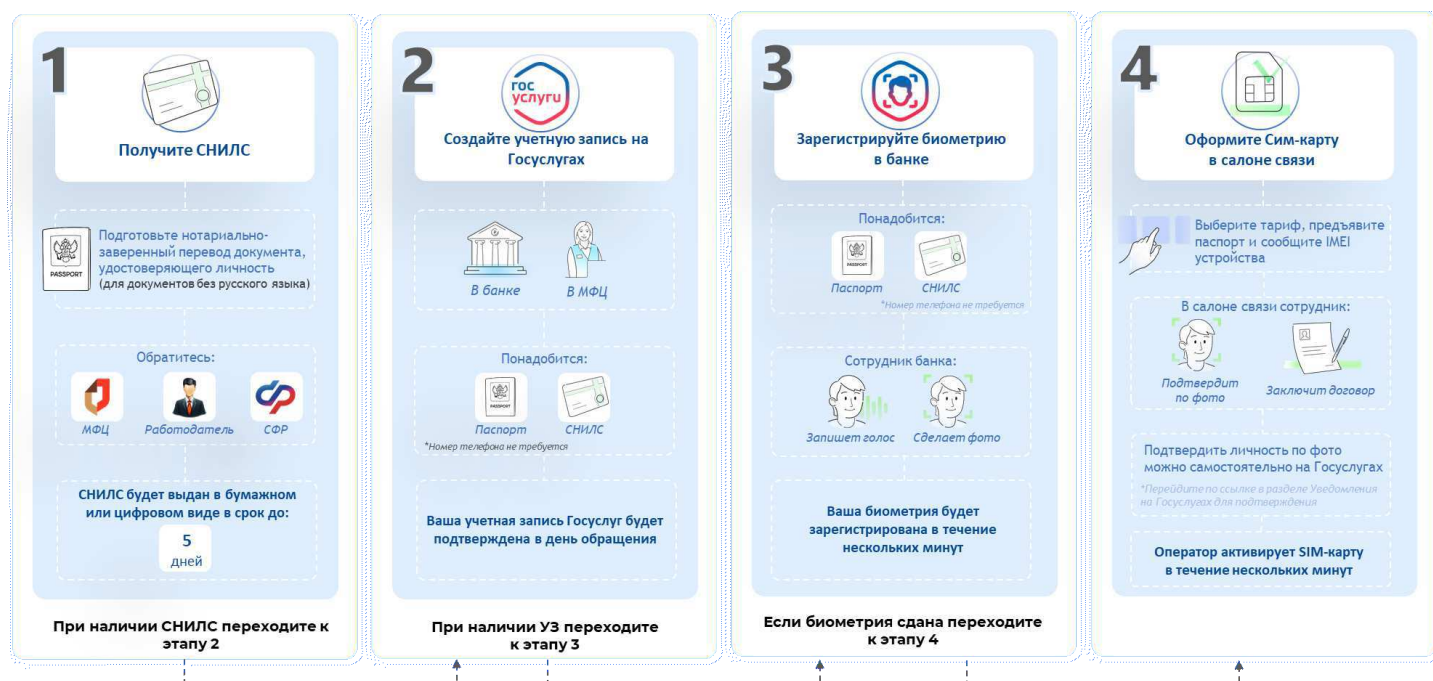 1
Получите СНИЛС
PASSPORT
Подготовьте нотариально-
заверенный перевод документа,
удостоверяющего личность
(для документов без русского языка)
Обратитесь:
МФЦ
Работодатель
СФР
СНИЛС будет выдан в бумажном
или цифровом виде в срок до:
5
дней
При наличии СНИЛС переходите к
этапу 2
2
гос
услуги
Создайте учетную запись на
Госуслугах
В банке
В МФЦ
Понадобится:
PASSPORT
Паспорт
СНИЛС
*Номер телефона не требуется
Ваша учетная запись Госуслуг будет
подтверждена в день обращения
При наличии УЗ переходите
к этапу 3
3
Зарегистрируйте биометрию
в банке
Понадобится:
PASSPORT
Паспорт
СНИЛС
*Номер телефона не требуется
Сотрудник банка:
Запишет голос
Сделает фото
Ваша биометрия будет
зарегистрирована в течение
нескольких минут
Если биометрия сдана переходите
к этапу 4
4
Оформите Сим-карту
в салоне связи
Выберите тариф, предъявите
паспорт и сообщите IMEI
устройства
В салоне связи сотрудник:
Подтвердит
по фото
Заключит договор
Подтвердить личность по фото
можно самостоятельно на Госуслугах
*Перейдите по ссылке в разделе Уведомления
на Госуслугах для подтверждения
Оператор активирует SIM-карту
в течение нескольких минут